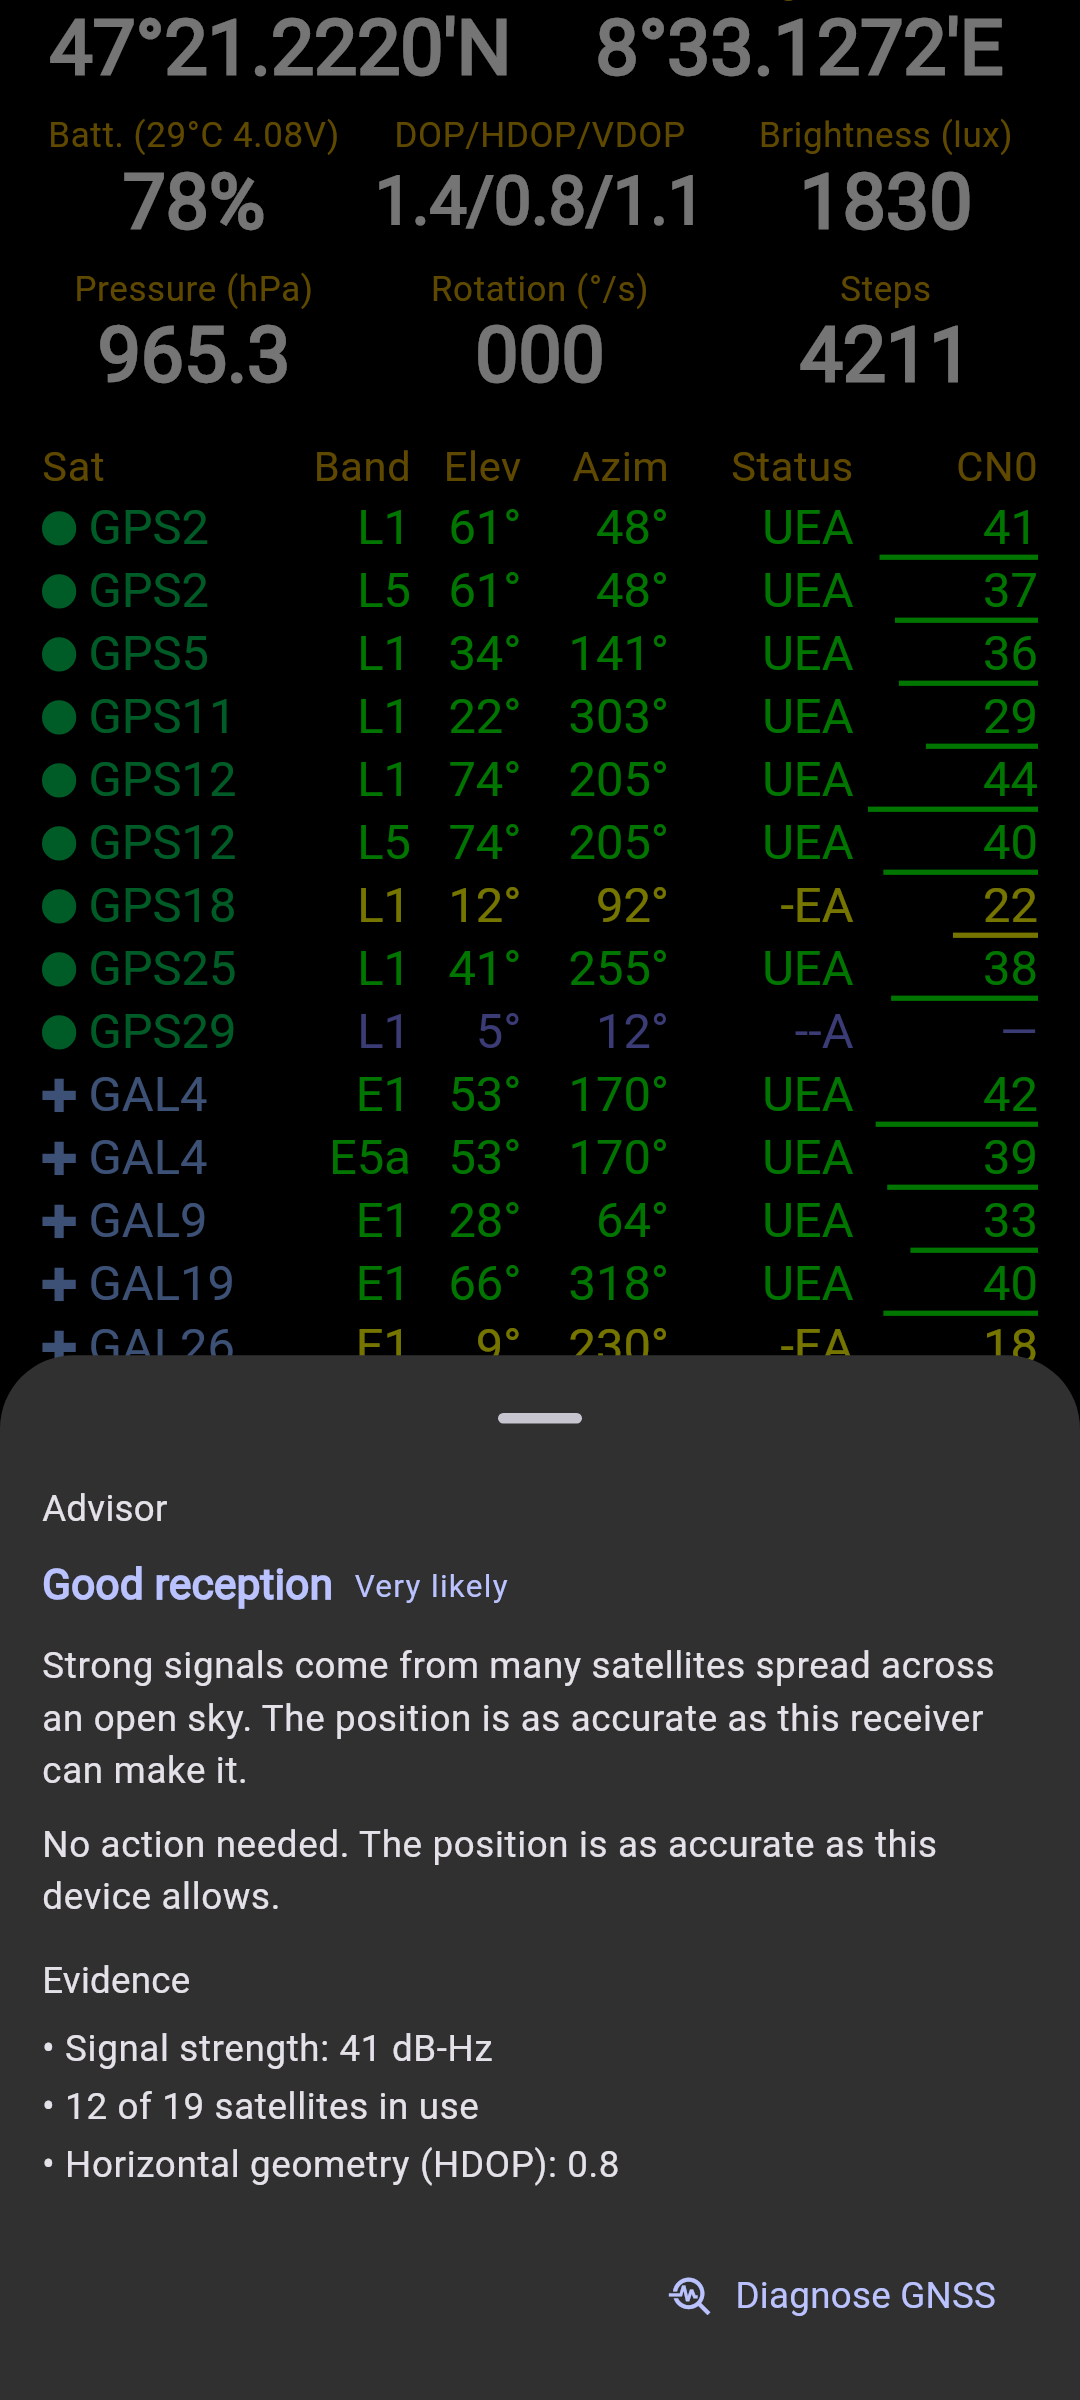 47°21.2220'N 8°33.1272'E
Batt. (29°C 4.08V) DOP/HDOP/VDOP Brightness (lux)
78% 1.4/0.8/1.1 1830
Pressure (hPa) Rotation (°/s) Steps
965.3 000 4211
Sat Band Elev Azim Status CN0
GPS2 L1 61° 48° UEA 41
GPS2 L5 61° 48° UEA 37
GPS5 L1 34° 141° UEA 36
GPS11 L1 22° 303° UEA 29
GPS12 L1 74° 205° UEA 44
GPS12 L5 74° 205° UEA 40
GPS18 L1 12° 92° -EA 22
GPS25 L1 41° 255° UEA 38
GPS29 L1 5° 12° --A —
GAL4 E1 53° 170° UEA 42
GAL4 E5a 53° 170° UEA 39
GAL9 E1 28° 64° UEA 33
GAL19 E1 66° 318° UEA 40
GAL26 E1 9° 230° -EA 18
Advisor
Good reception Very likely
Strong signals come from many satellites spread across
an open sky. The position is as accurate as this receiver
can make it.
No action needed. The position is as accurate as this
device allows.
Evidence
• Signal strength: 41 dB-Hz
• 12 of 19 satellites in use
• Horizontal geometry (HDOP): 0.8
Diagnose GNSS